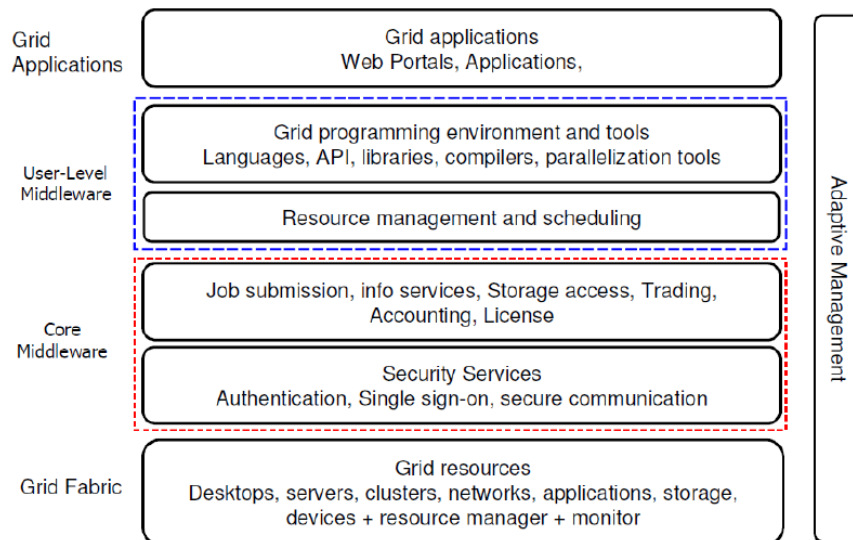 Grid
Applications
Grid applications
Web Portals, Applications,
User-Level
Middleware
Grid programming environment and tools
Languages, API, libraries, compilers, parallelization tools
Resource management and scheduling
Core
Middleware
Job submission, info services, Storage access, Trading,
Accounting, License
Security Services
Authentication, Single sign-on, secure communication
Grid Fabric
Grid resources
Desktops, servers, clusters, networks, applications, storage,
devices + resource manager + monitor
Adaptive Management